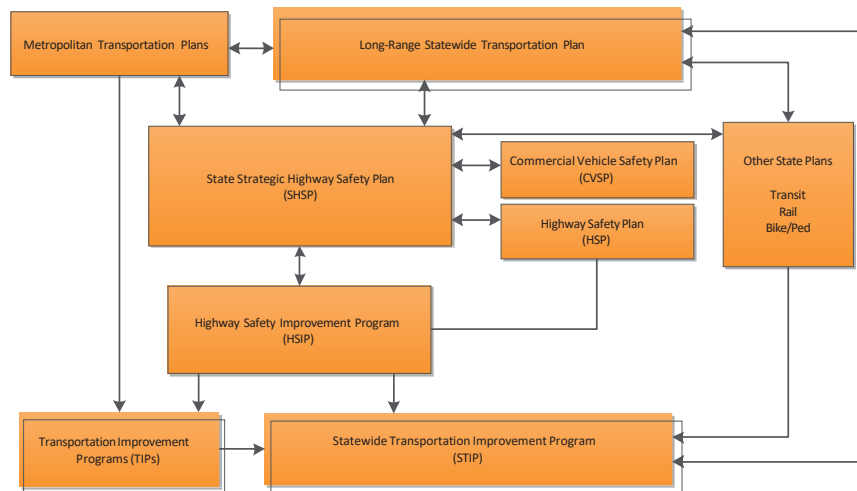 Metropolitan Transportation Plans
Long-Range Statewide Transportation Plan
State Strategic Highway Safety Plan
(SHSP)
Commercial Vehicle Safety Plan
(CVSP)
Highway Safety Plan
(HSP)
Other State Plans
Transit
Rail
Bike/Ped
Highway Safety Improvement Program
(HSIP)
Transportation Improvement
Programs (TIPs)
Statewide Transportation Improvement Program
(STIP)